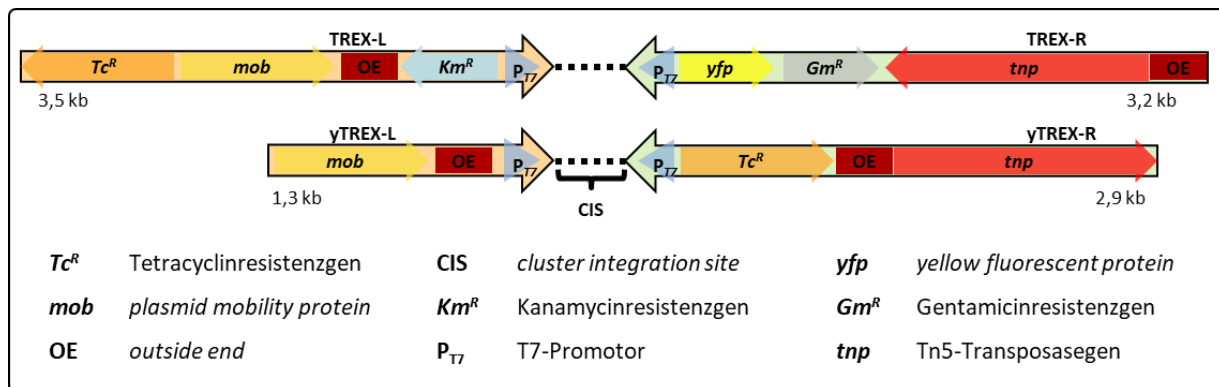 TREX-L TREX-R
Tc^R mob OE Km^R P_T7 P_T7 yfp Gm^R tnp OE
3,5 kb 3,2 kb
yTREX-L yTREX-R
mob OE P_T7 P_T7 Tc^R OE tnp
1,3 kb CIS 2,9 kb
Tc^R Tetracyclinresistenzgen CIS cluster integration site yfp yellow fluorescent protein
mob plasmid mobility protein Km^R Kanamycinresistenzgen Gm^R Gentamicinresistenzgen
OE outside end P_T7 T7-Promotor tnp Tn5-Transposasegen